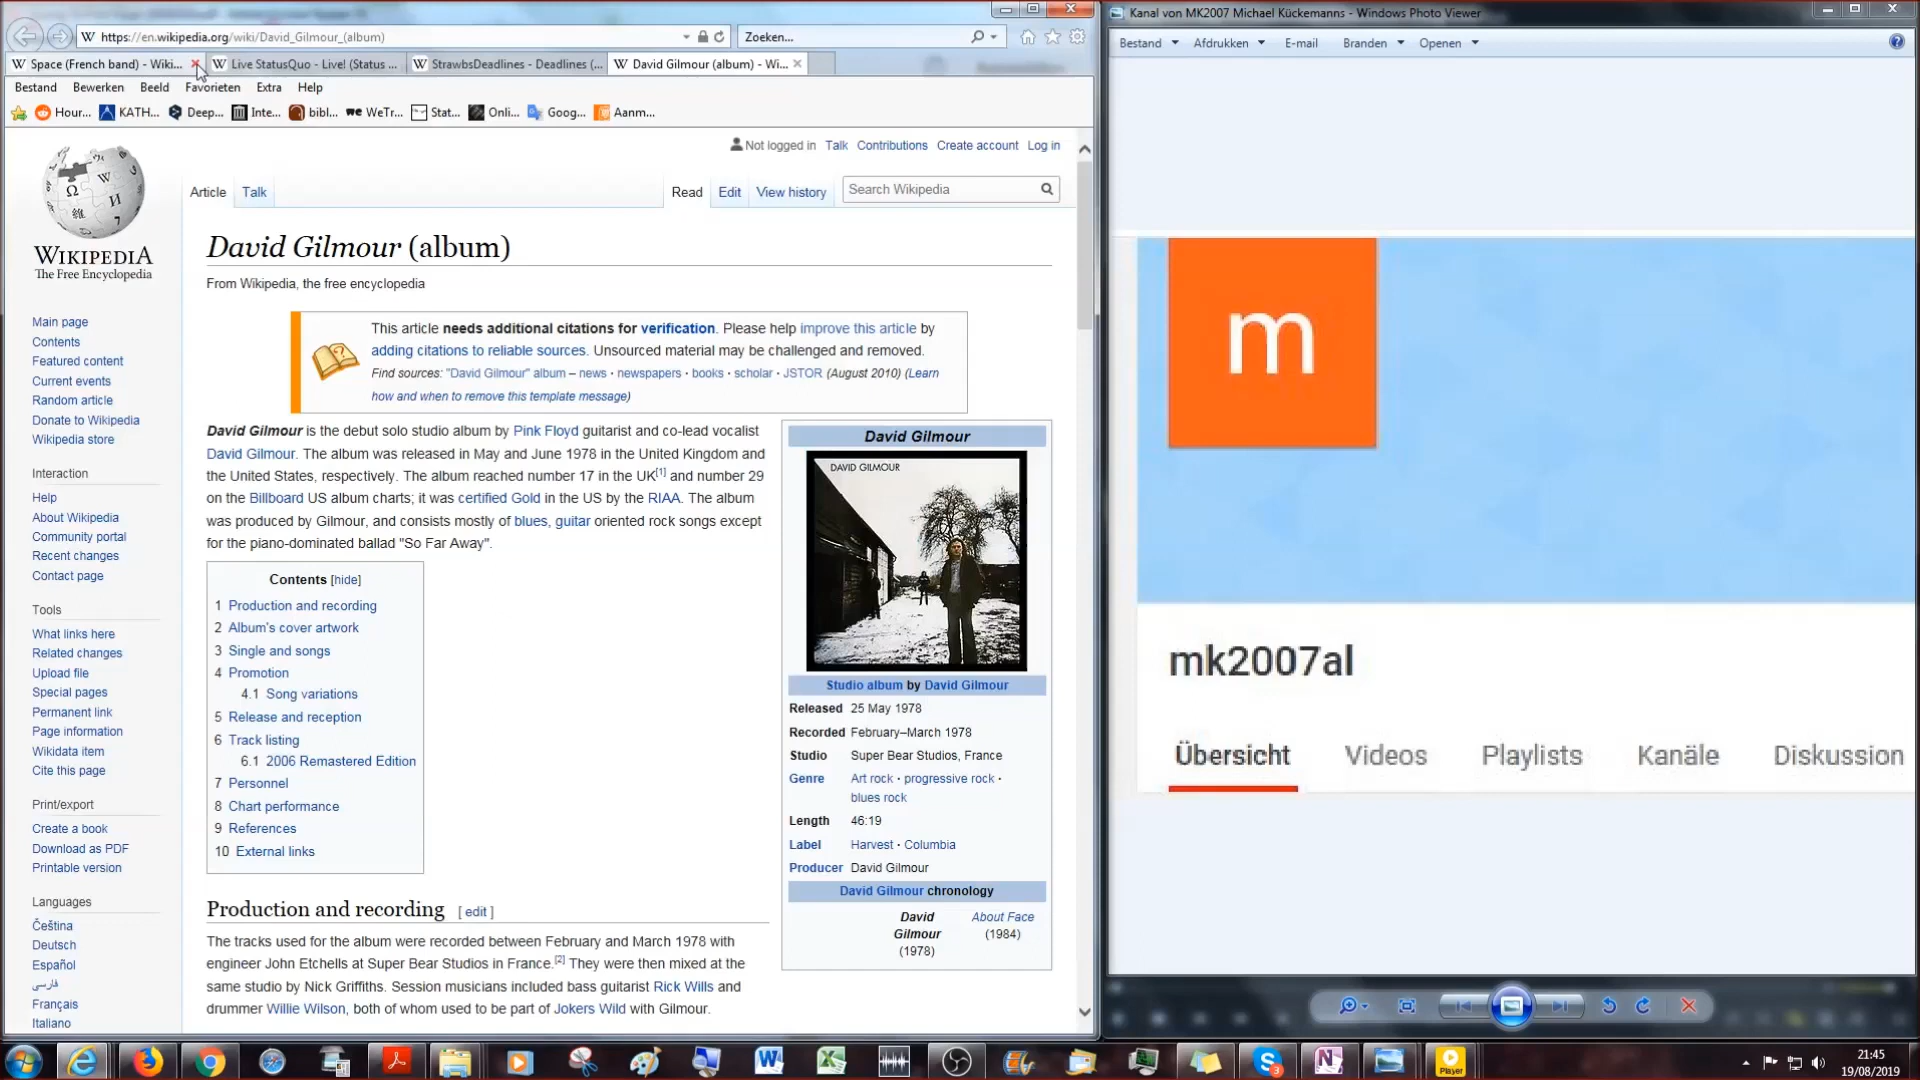 https://en.wikipedia.org/wiki/David_Gilmour_(album)
Zoeken...
Space (French band) - Wiki...
Live StatusQuo - Live! (Status ...
StrawbsDeadlines - Deadlines (...
David Gilmour (album) - Wi...
Bestand Bewerken Beeld Favorieten Extra Help
Hour... KATH... Deep... Inte... bibl... WeTr... Stat... Onli... Goog... Aanm...
Not logged in Talk Contributions Create account Log in
Article Talk
Read Edit View history
Search Wikipedia
WIKIPEDIA
The Free Encyclopedia
Main page
Contents
Featured content
Current events
Random article
Donate to Wikipedia
Wikipedia store
Interaction
Help
About Wikipedia
Community portal
Recent changes
Contact page
Tools
What links here
Related changes
Upload file
Special pages
Permanent link
Page information
Wikidata item
Cite this page
Print/export
Create a book
Download as PDF
Printable version
Languages
Čeština
Deutsch
Español
فارسی
Français
Italiano
David Gilmour (album)
From Wikipedia, the free encyclopedia
This article needs additional citations for verification. Please help improve this article by
adding citations to reliable sources. Unsourced material may be challenged and removed.
Find sources: "David Gilmour" album – news · newspapers · books · scholar · JSTOR (August 2010) (Learn
how and when to remove this template message)
David Gilmour is the debut solo studio album by Pink Floyd guitarist and co-lead vocalist
David Gilmour. The album was released in May and June 1978 in the United Kingdom and
the United States, respectively. The album reached number 17 in the UK[1] and number 29
on the Billboard US album charts; it was certified Gold in the US by the RIAA. The album
was produced by Gilmour, and consists mostly of blues, guitar oriented rock songs except
for the piano-dominated ballad "So Far Away".
Contents [hide]
1 Production and recording
2 Album's cover artwork
3 Single and songs
4 Promotion
4.1 Song variations
5 Release and reception
6 Track listing
6.1 2006 Remastered Edition
7 Personnel
8 Chart performance
9 References
10 External links
Production and recording [ edit ]
The tracks used for the album were recorded between February and March 1978 with
engineer John Etchells at Super Bear Studios in France.[2] They were then mixed at the
same studio by Nick Griffiths. Session musicians included bass guitarist Rick Wills and
drummer Willie Wilson, both of whom used to be part of Jokers Wild with Gilmour.
David Gilmour
DAVID GILMOUR
Studio album by David Gilmour
Released 25 May 1978
Recorded February–March 1978
Studio Super Bear Studios, France
Genre Art rock · progressive rock ·
blues rock
Length 46:19
Label Harvest · Columbia
Producer David Gilmour
David Gilmour chronology
David About Face
Gilmour (1984)
(1978)
Kanal von MK2007 Michael Kückemanns - Windows Photo Viewer
Bestand Afdrukken E-mail Branden Openen
m
mk2007al
Übersicht Videos Playlists Kanäle Diskussion
Player
21:45
19/08/2019